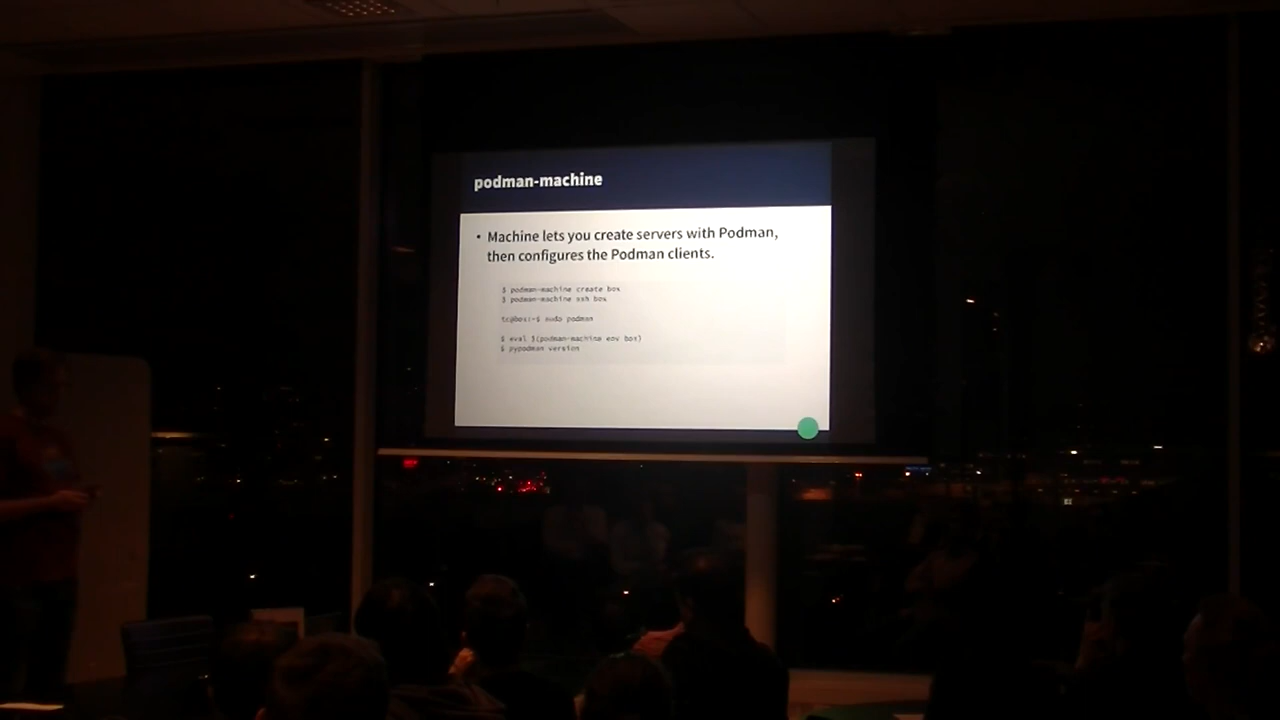 podman-machine
• Machine lets you create servers with Podman,
then configures the Podman clients.
$ podman-machine create box
$ podman-machine ssh box
tc@box:~$ sudo podman
$ eval $(podman-machine env box)
$ pypodman version